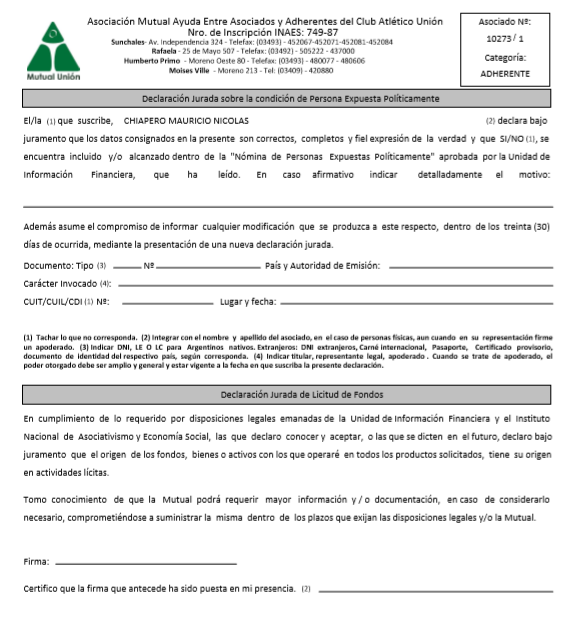 Asociación Mutual Ayuda Entre Asociados y Adherentes del Club Atlético Unión
Nro. de Inscripción INAES: 749-87
Sunchales- Av. Independencia 324 - Telefax: (03493) - 452067-452071-452081-452084
Rafaela - 25 de Mayo 507 - Telefax: (03492) - 505222 - 437000
Humberto Primo - Moreno Oeste 80 - Telefax: (03493) - 480077 - 480606
Moises Ville - Moreno 213 - Tel: (03409) - 420880
Mutual Unión
Asociado Nº:
10273 / 1
Categoría:
ADHERENTE
Declaración Jurada sobre la condición de Persona Expuesta Políticamente
El/la (1) que suscribe, CHIAPERO MAURICIO NICOLAS (2) declara bajo
juramento que los datos consignados en la presente son correctos, completos y fiel expresión de la verdad y que SI/NO (1), se
encuentra incluido y/o alcanzado dentro de la "Nómina de Personas Expuestas Políticamente" aprobada por la Unidad de
Información Financiera, que ha leído. En caso afirmativo indicar detalladamente el motivo:
Además asume el compromiso de informar cualquier modificación que se produzca a este respecto, dentro de los treinta (30)
días de ocurrida, mediante la presentación de una nueva declaración jurada.
Documento: Tipo (3) Nº País y Autoridad de Emisión:
Carácter Invocado (4):
CUIT/CUIL/CDI (1) Nº: Lugar y fecha:
(1) Tachar lo que no corresponda. (2) Integrar con el nombre y apellido del asociado, en el caso de personas físicas, aun cuando en su representación firme
un apoderado. (3) Indicar DNI, LE O LC para Argentinos nativos. Extranjeros: DNI extranjeros, Carné internacional, Pasaporte, Certificado provisorio,
documento de identidad del respectivo país, según corresponda. (4) Indicar titular, representante legal, apoderado . Cuando se trate de apoderado, el
poder otorgado debe ser amplio y general y estar vigente a la fecha en que suscriba la presente declaración.
Declaración Jurada de Licitud de Fondos
En cumplimiento de lo requerido por disposiciones legales emanadas de la Unidad de Información Financiera y el Instituto
Nacional de Asociativismo y Economía Social, las que declaro conocer y aceptar, o las que se dicten en el futuro, declaro bajo
juramento que el origen de los fondos, bienes o activos con los que operaré en todos los productos solicitados, tiene su origen
en actividades lícitas.
Tomo conocimiento de que la Mutual podrá requerir mayor información y / o documentación, en caso de considerarlo
necesario, comprometiéndose a suministrar la misma dentro de los plazos que exijan las disposiciones legales y/o la Mutual.
Firma:
Certifico que la firma que antecede ha sido puesta en mi presencia. (2)